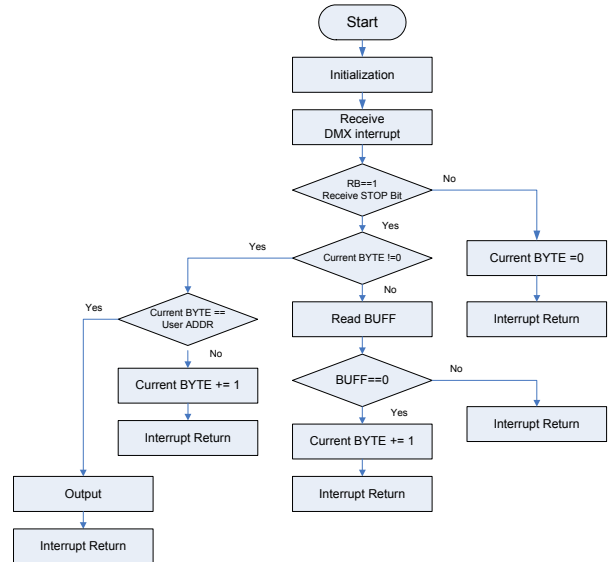 Start
Initialization
Receive
DMX interrupt
RB==1
Receive STOP Bit
No
Yes
Current BYTE !=0
Yes
No
Current BYTE =0
Interrupt Return
Current BYTE ==
User ADDR
Yes
No
Read BUFF
Current BYTE += 1
Interrupt Return
BUFF==0
No
Yes
Interrupt Return
Current BYTE += 1
Interrupt Return
Output
Interrupt Return